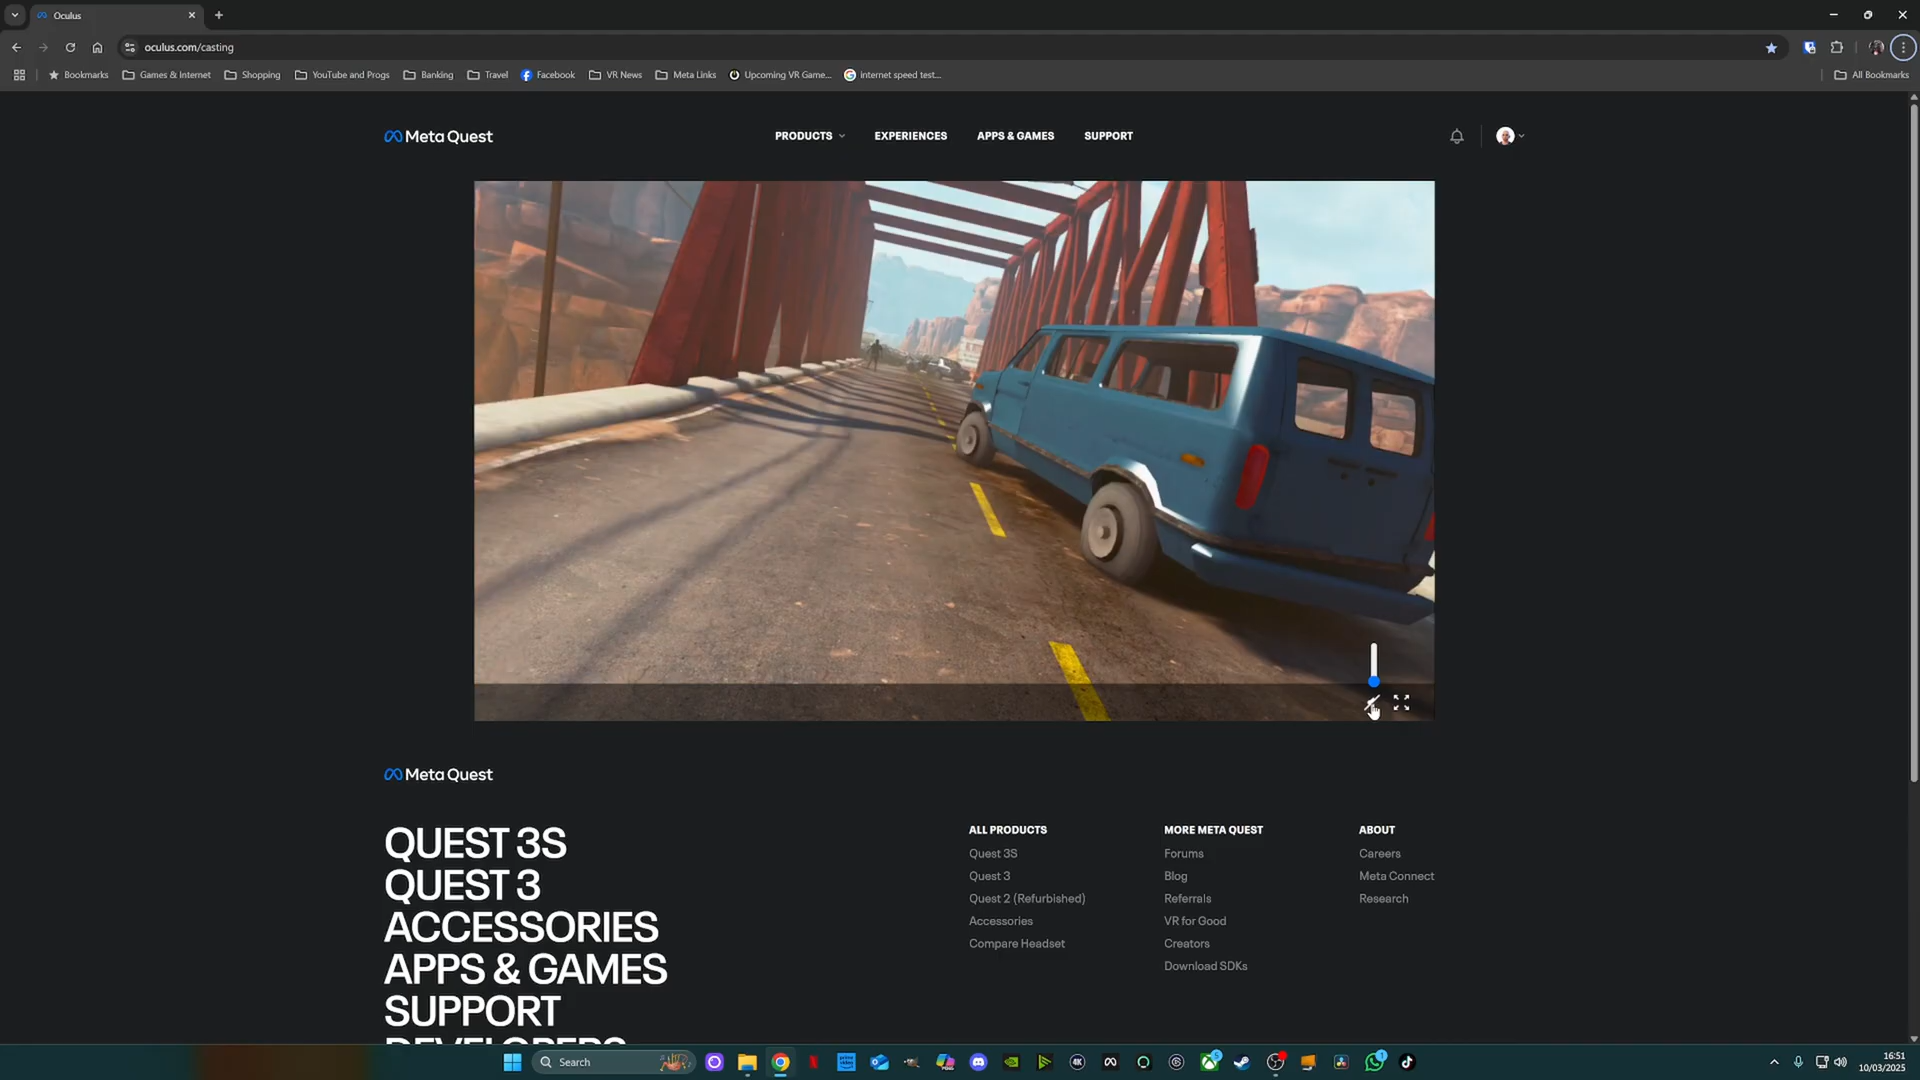 Oculus
oculus.com/casting
Bookmarks
Games & Internet
Shopping
YouTube and Progs
Banking
Travel
Facebook
VR News
Meta Links
Upcoming VR Game...
internet speed test...
All Bookmarks
Meta Quest
PRODUCTS
EXPERIENCES
APPS & GAMES
SUPPORT
Meta Quest
QUEST 3S
QUEST 3
ACCESSORIES
APPS & GAMES
SUPPORT
DEVELOPERS
ALL PRODUCTS
Quest 3S
Quest 3
Quest 2 (Refurbished)
Accessories
Compare Headset
MORE META QUEST
Forums
Blog
Referrals
VR for Good
Creators
Download SDKs
ABOUT
Careers
Meta Connect
Research
Search
16:51
10/03/2025